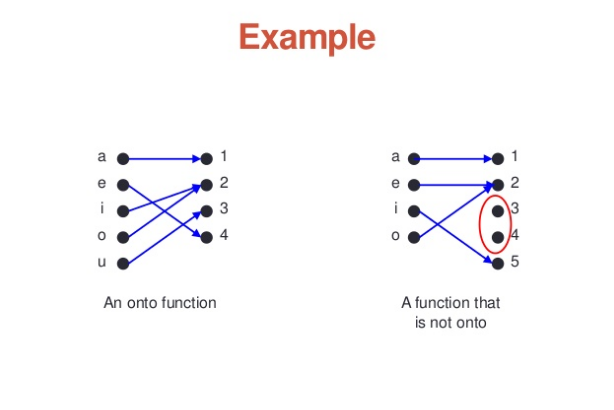 Example
a 1
e 2
i 3
o 4
u
An onto function
a 1
e 2
i 3
o 4
5
A function that
is not onto